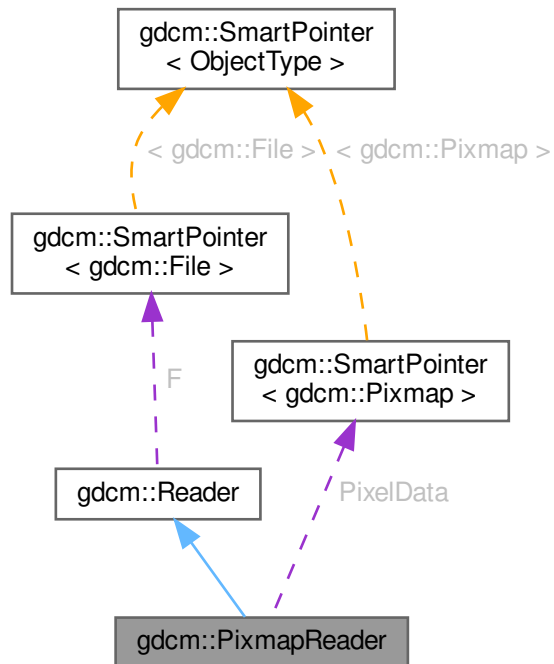 gdcm::SmartPointer
< ObjectType >
< gdcm::File >
< gdcm::Pixmap >
gdcm::SmartPointer
< gdcm::File >
gdcm::SmartPointer
< gdcm::Pixmap >
F
gdcm::Reader
PixelData
gdcm::PixmapReader